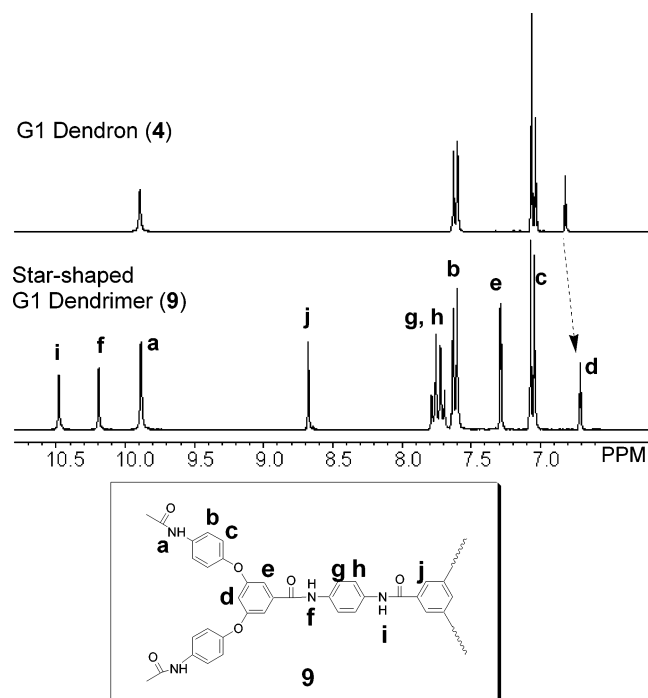 G1 Dendron (4)
Star-shaped
G1 Dendrimer (9)
i
f
a
j
g, h
b
e
c
d
10.5
10.0
9.5
9.0
8.5
8.0
7.5
7.0
PPM
O
NH
a
b
c
O
e
d
O
O
NH
O
H
N
f
g
h
N
H
i
O
j
9